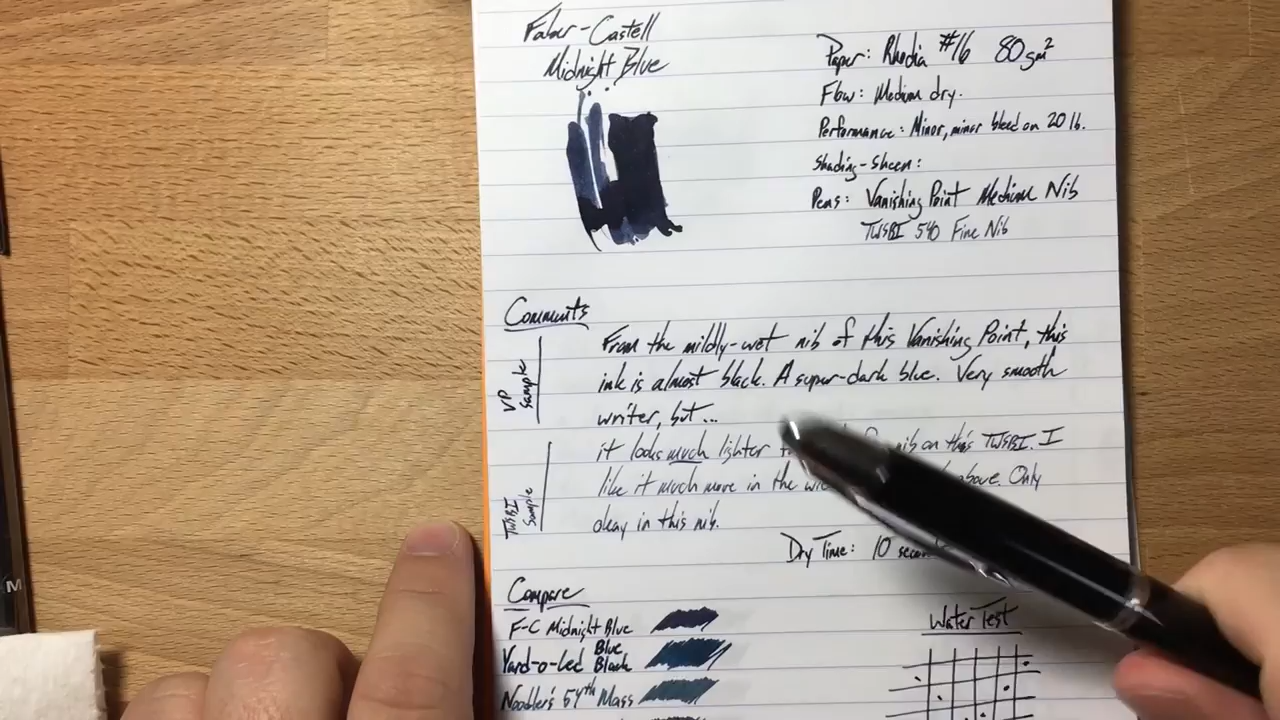 Faber-Castell
Midnight Blue
Paper: Rhodia #16 80gm²
Flow: Medium dry.
Performance: Minor, minor bleed on 20 lb.
Shading-Sheen:
Pens: Vanishing Point Medium Nib
TWSBI 540 Fine Nib
Comments
VP Sample
From the mildly-wet nib of this Vanishing Point, this
ink is almost black. A super-dark blue. Very smooth
writer, but...
TWSBI Sample
it looks much lighter nib on this TWSBI. I
like it much more in the above. Only
okay in this nib.
Dry Time: 10
Compare
F-C Midnight Blue
Yard-o-Led Blue Black
Noodler's 54th Mass
Water Test
M